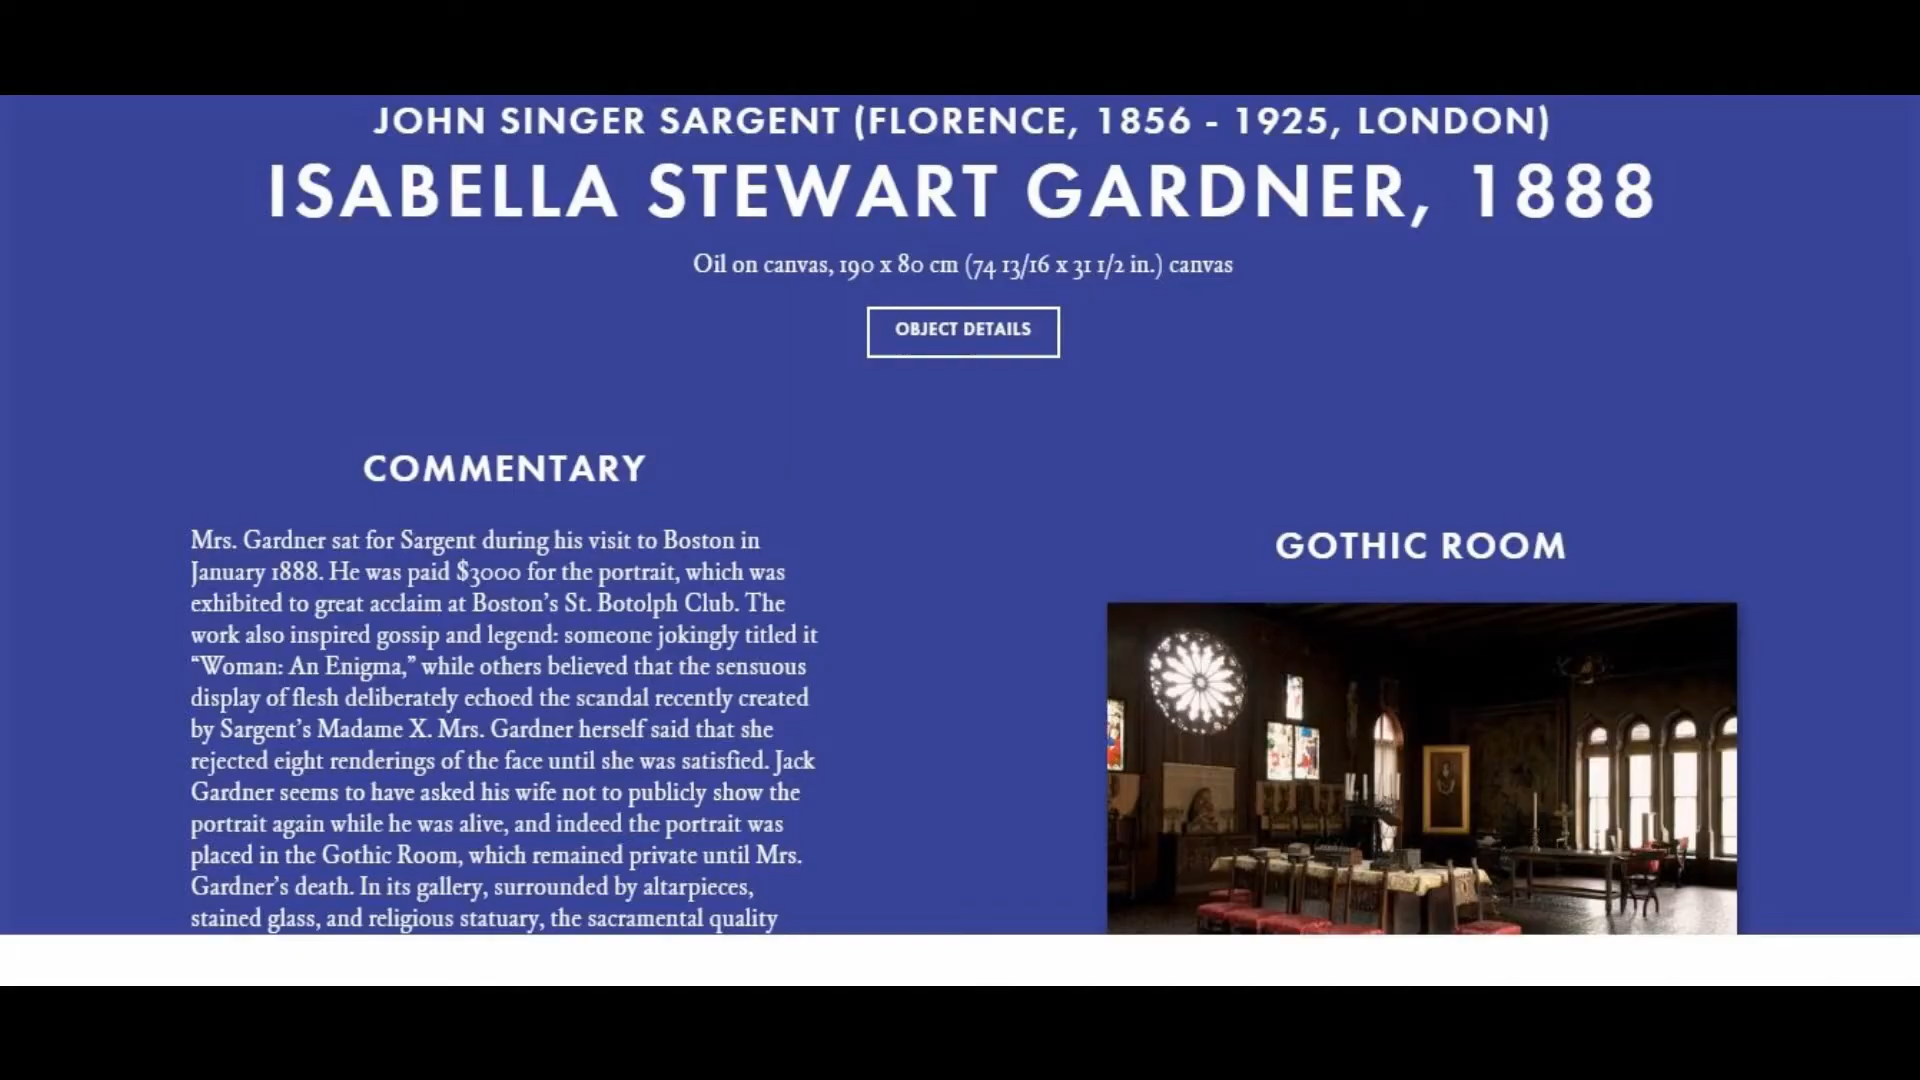 JOHN SINGER SARGENT (FLORENCE, 1856 - 1925, LONDON)
ISABELLA STEWART GARDNER, 1888
Oil on canvas, 190 x 80 cm (74 13/16 x 31 1/2 in.) canvas
OBJECT DETAILS
COMMENTARY
Mrs. Gardner sat for Sargent during his visit to Boston in
January 1888. He was paid $3000 for the portrait, which was
exhibited to great acclaim at Boston’s St. Botolph Club. The
work also inspired gossip and legend: someone jokingly titled it
“Woman: An Enigma,” while others believed that the sensuous
display of flesh deliberately echoed the scandal recently created
by Sargent’s Madame X. Mrs. Gardner herself said that she
rejected eight renderings of the face until she was satisfied. Jack
Gardner seems to have asked his wife not to publicly show the
portrait again while he was alive, and indeed the portrait was
placed in the Gothic Room, which remained private until Mrs.
Gardner’s death. In its gallery, surrounded by altarpieces,
stained glass, and religious statuary, the sacramental quality
GOTHIC ROOM